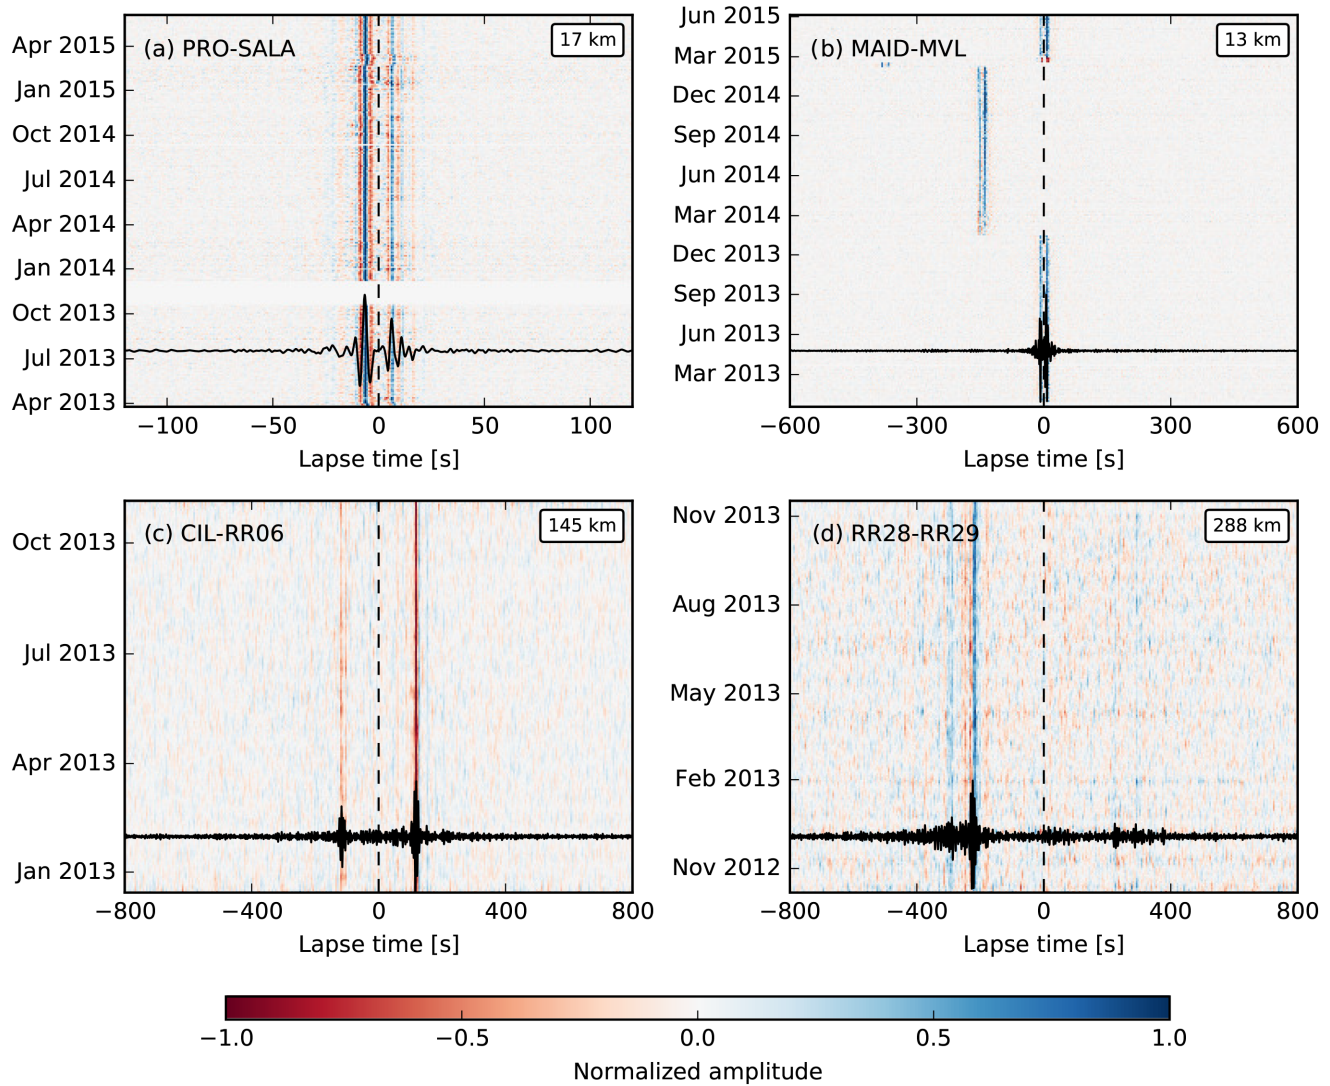 (a) PRO-SALA
17 km
Apr 2015
Jan 2015
Oct 2014
Jul 2014
Apr 2014
Jan 2014
Oct 2013
Jul 2013
Apr 2013
−100 −50 0 50 100
Lapse time [s]
(b) MAID-MVL
13 km
Jun 2015
Mar 2015
Dec 2014
Sep 2014
Jun 2014
Mar 2014
Dec 2013
Sep 2013
Jun 2013
Mar 2013
−600 −300 0 300 600
Lapse time [s]
(c) CIL-RR06
145 km
Oct 2013
Jul 2013
Apr 2013
Jan 2013
−800 −400 0 400 800
Lapse time [s]
(d) RR28-RR29
288 km
Nov 2013
Aug 2013
May 2013
Feb 2013
Nov 2012
−800 −400 0 400 800
Lapse time [s]
−1.0 −0.5 0.0 0.5 1.0
Normalized amplitude